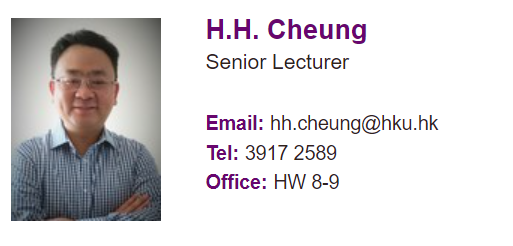 H.H. Cheung
Senior Lecturer
Email: hh.cheung@hku.hk
Tel: 3917 2589
Office: HW 8-9